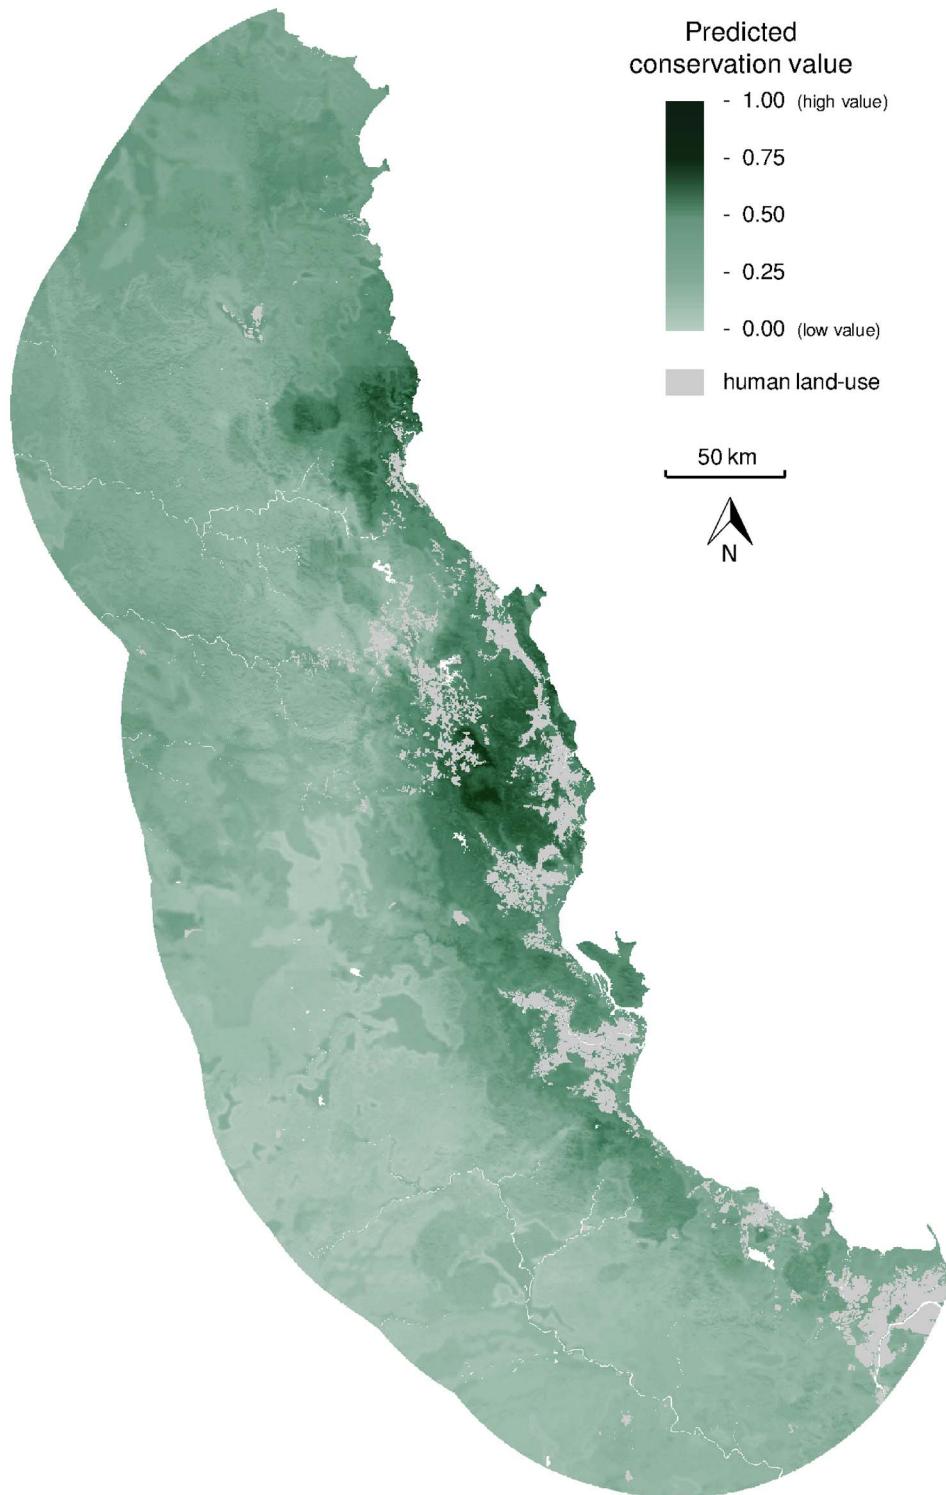 Predicted
conservation value
- 1.00 (high value)
- 0.75
- 0.50
- 0.25
- 0.00 (low value)
human land-use
50 km
N